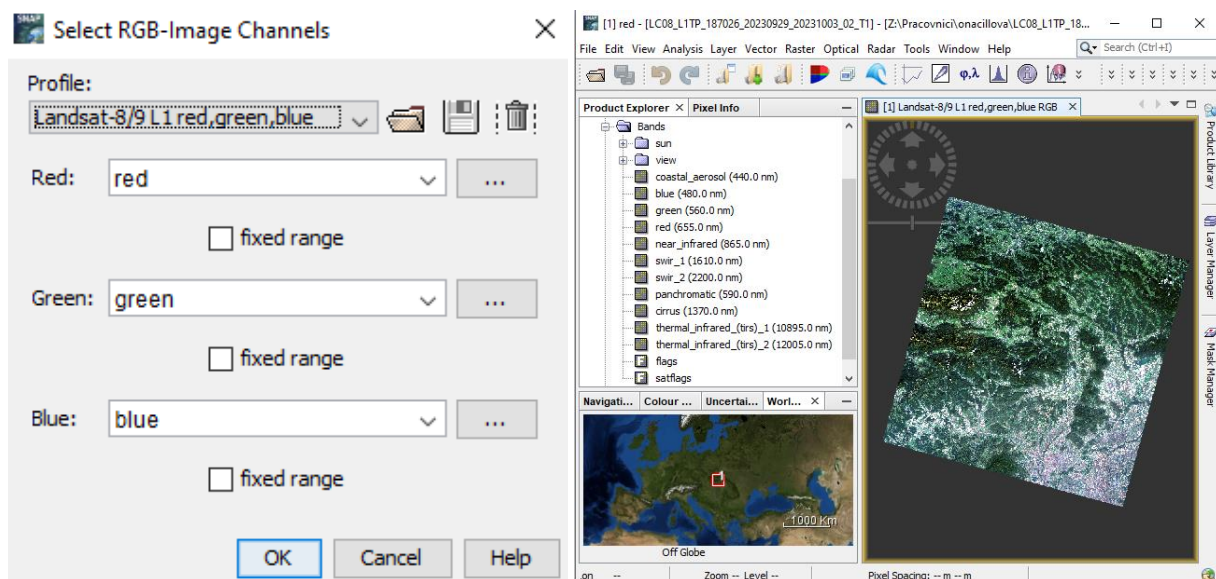 SNAP
Select RGB-Image Channels
Profile:
Landsat-8/9 L1 red,green,blue
Red:
red
...
fixed range
Green:
green
...
fixed range
Blue:
blue
...
fixed range
OK
Cancel
Help
[1] red - [LC08_L1TP_187026_20230929_20231003_02_T1] - [Z:\Pracovnici\onacillova\LC08_L1TP_18...
File Edit View Analysis Layer Vector Raster Optical Radar Tools Window Help
Search (Ctrl+I)
φ,λ
Product Explorer
Pixel Info
[1] Landsat-8/9 L1 red,green,blue RGB
Bands
sun
view
coastal_aerosol (440.0 nm)
blue (480.0 nm)
green (560.0 nm)
red (655.0 nm)
near_infrared (865.0 nm)
swir_1 (1610.0 nm)
swir_2 (2200.0 nm)
panchromatic (590.0 nm)
cirrus (1370.0 nm)
thermal_infrared_(tirs)_1 (10895.0 nm)
thermal_infrared_(tirs)_2 (12005.0 nm)
flags
satflags
Product Library
Layer Manager
Mask Manager
Navigati...
Colour ...
Uncertai...
Worl...
1
1000 Km
Off Globe
.on -- Zoom -- Level -- Pixel Spacing: -- m -- m